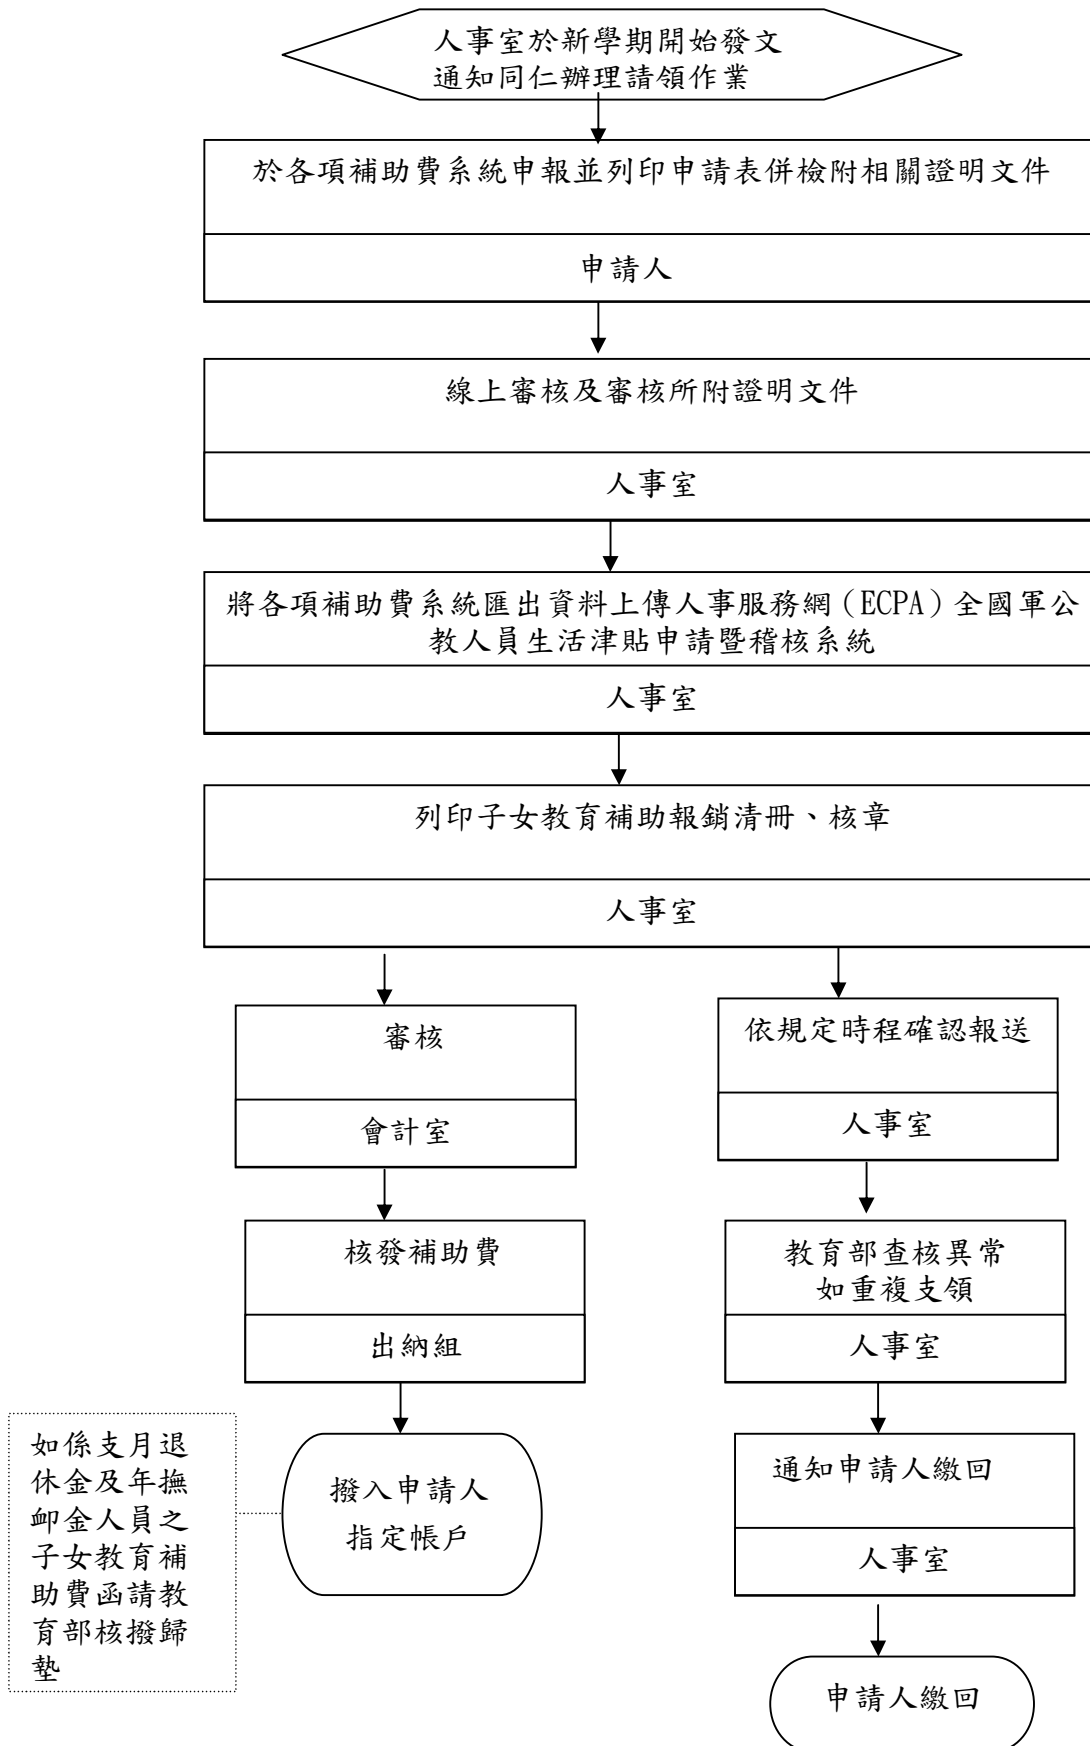 人事室於新學期開始發文
通知同仁辦理請領作業
於各項補助費系統申報並列印申請表併檢附相關證明文件
申請人
線上審核及審核所附證明文件
人事室
將各項補助費系統匯出資料上傳人事服務網（ECPA）全國軍公
教人員生活津貼申請暨稽核系統
人事室
列印子女教育補助報銷清冊、核章
人事室
審核
會計室
核發補助費
出納組
撥入申請人
指定帳戶
如係支月退
休金及年撫
卹金人員之
子女教育補
助費函請教
育部核撥歸
墊
依規定時程確認報送
人事室
教育部查核異常
如重複支領
人事室
通知申請人繳回
人事室
申請人繳回